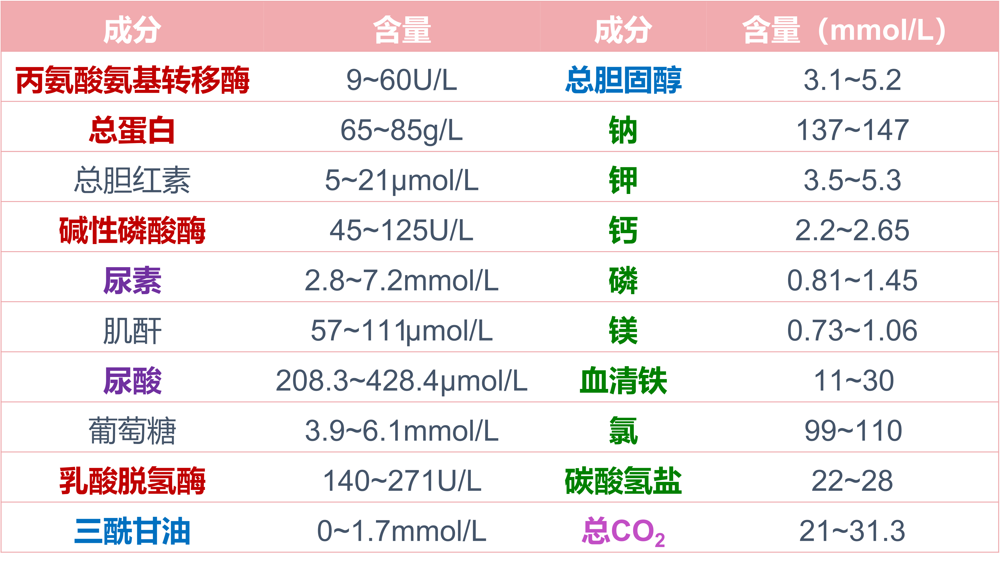 成分 含量 成分 含量（mmol/L）
丙氨酸氨基转移酶 9~60U/L 总胆固醇 3.1~5.2
总蛋白 65~85g/L 钠 137~147
总胆红素 5~21μmol/L 钾 3.5~5.3
碱性磷酸酶 45~125U/L 钙 2.2~2.65
尿素 2.8~7.2mmol/L 磷 0.81~1.45
肌酐 57~111μmol/L 镁 0.73~1.06
尿酸 208.3~428.4μmol/L 血清铁 11~30
葡萄糖 3.9~6.1mmol/L 氯 99~110
乳酸脱氢酶 140~271U/L 碳酸氢盐 22~28
三酰甘油 0~1.7mmol/L 总CO₂ 21~31.3